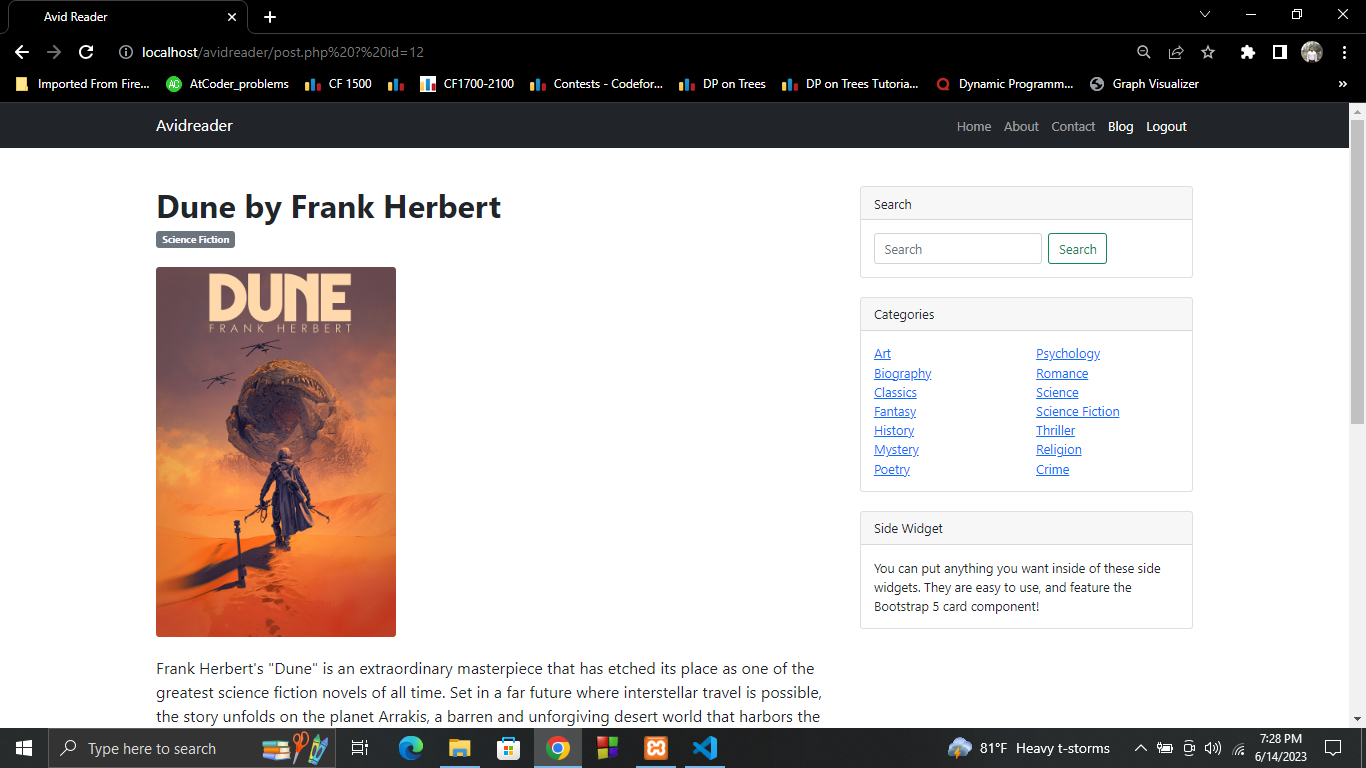 Avid Reader
localhost/avidreader/post.php%20?%20id=12
Imported From Fire...
AtCoder_problems
CF 1500
CF1700-2100
Contests - Codefor...
DP on Trees
DP on Trees Tutoria...
Dynamic Programm...
Graph Visualizer
»
Avidreader
Home About Contact Blog Logout
Dune by Frank Herbert
Science Fiction
DUNE
FRANK HERBERT
Frank Herbert's "Dune" is an extraordinary masterpiece that has etched its place as one of the
greatest science fiction novels of all time. Set in a far future where interstellar travel is possible,
the story unfolds on the planet Arrakis, a barren and unforgiving desert world that harbors the
Search
Search
Search
Categories
Art
Biography
Classics
Fantasy
History
Mystery
Poetry
Psychology
Romance
Science
Science Fiction
Thriller
Religion
Crime
Side Widget
You can put anything you want inside of these side
widgets. They are easy to use, and feature the
Bootstrap 5 card component!
Type here to search
81°F Heavy t-storms
7:28 PM
6/14/2023